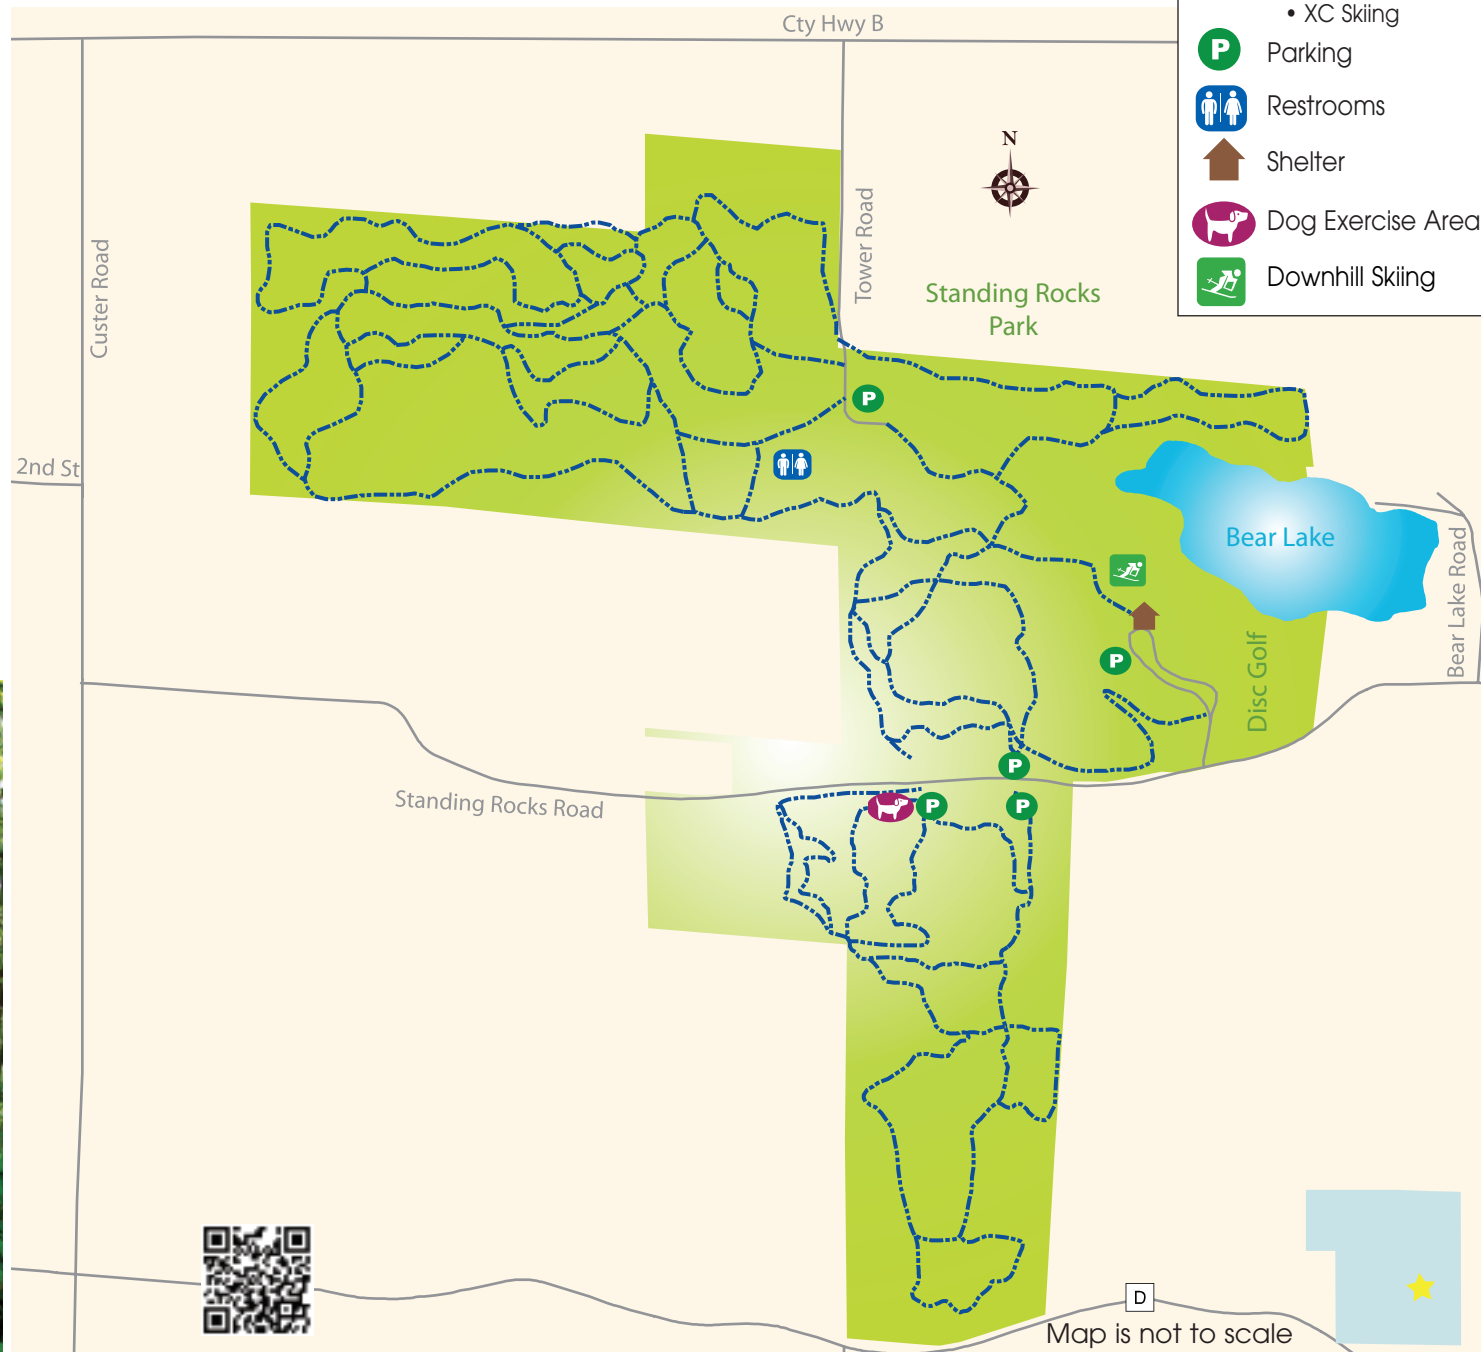 Cty Hwy B
• XC Skiing
P Parking
Restrooms
Shelter
Dog Exercise Area
Downhill Skiing
N
Custer Road
Tower Road
Standing Rocks
Park
P
2nd St
Bear Lake
Bear Lake Road
Disc Golf
P
P
Standing Rocks Road
P
P
D
Map is not to scale